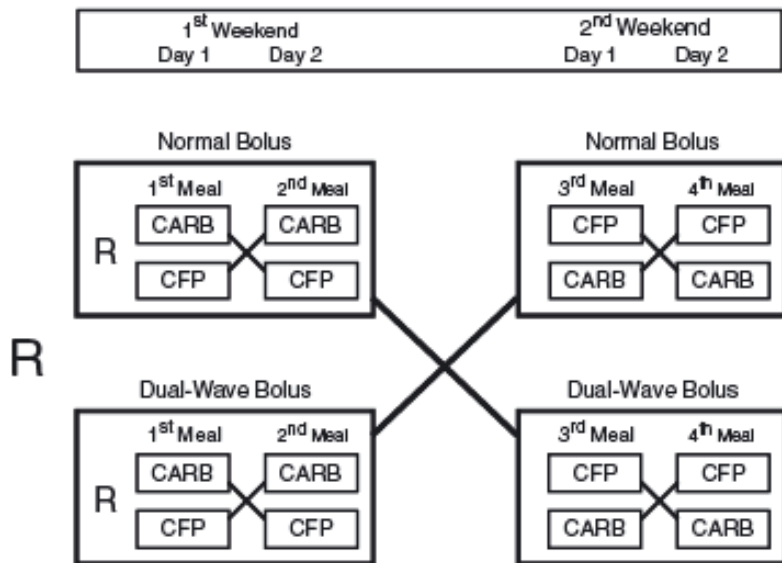 1st Weekend 2nd Weekend
Day 1 Day 2 Day 1 Day 2
Normal Bolus Normal Bolus
1st Meal 2nd Meal 3rd Meal 4th Meal
CARB CARB CFP CFP
R
CFP CFP CARB CARB
R
Dual-Wave Bolus Dual-Wave Bolus
1st Meal 2nd Meal 3rd Meal 4th Meal
CARB CARB CFP CFP
R
CFP CFP CARB CARB